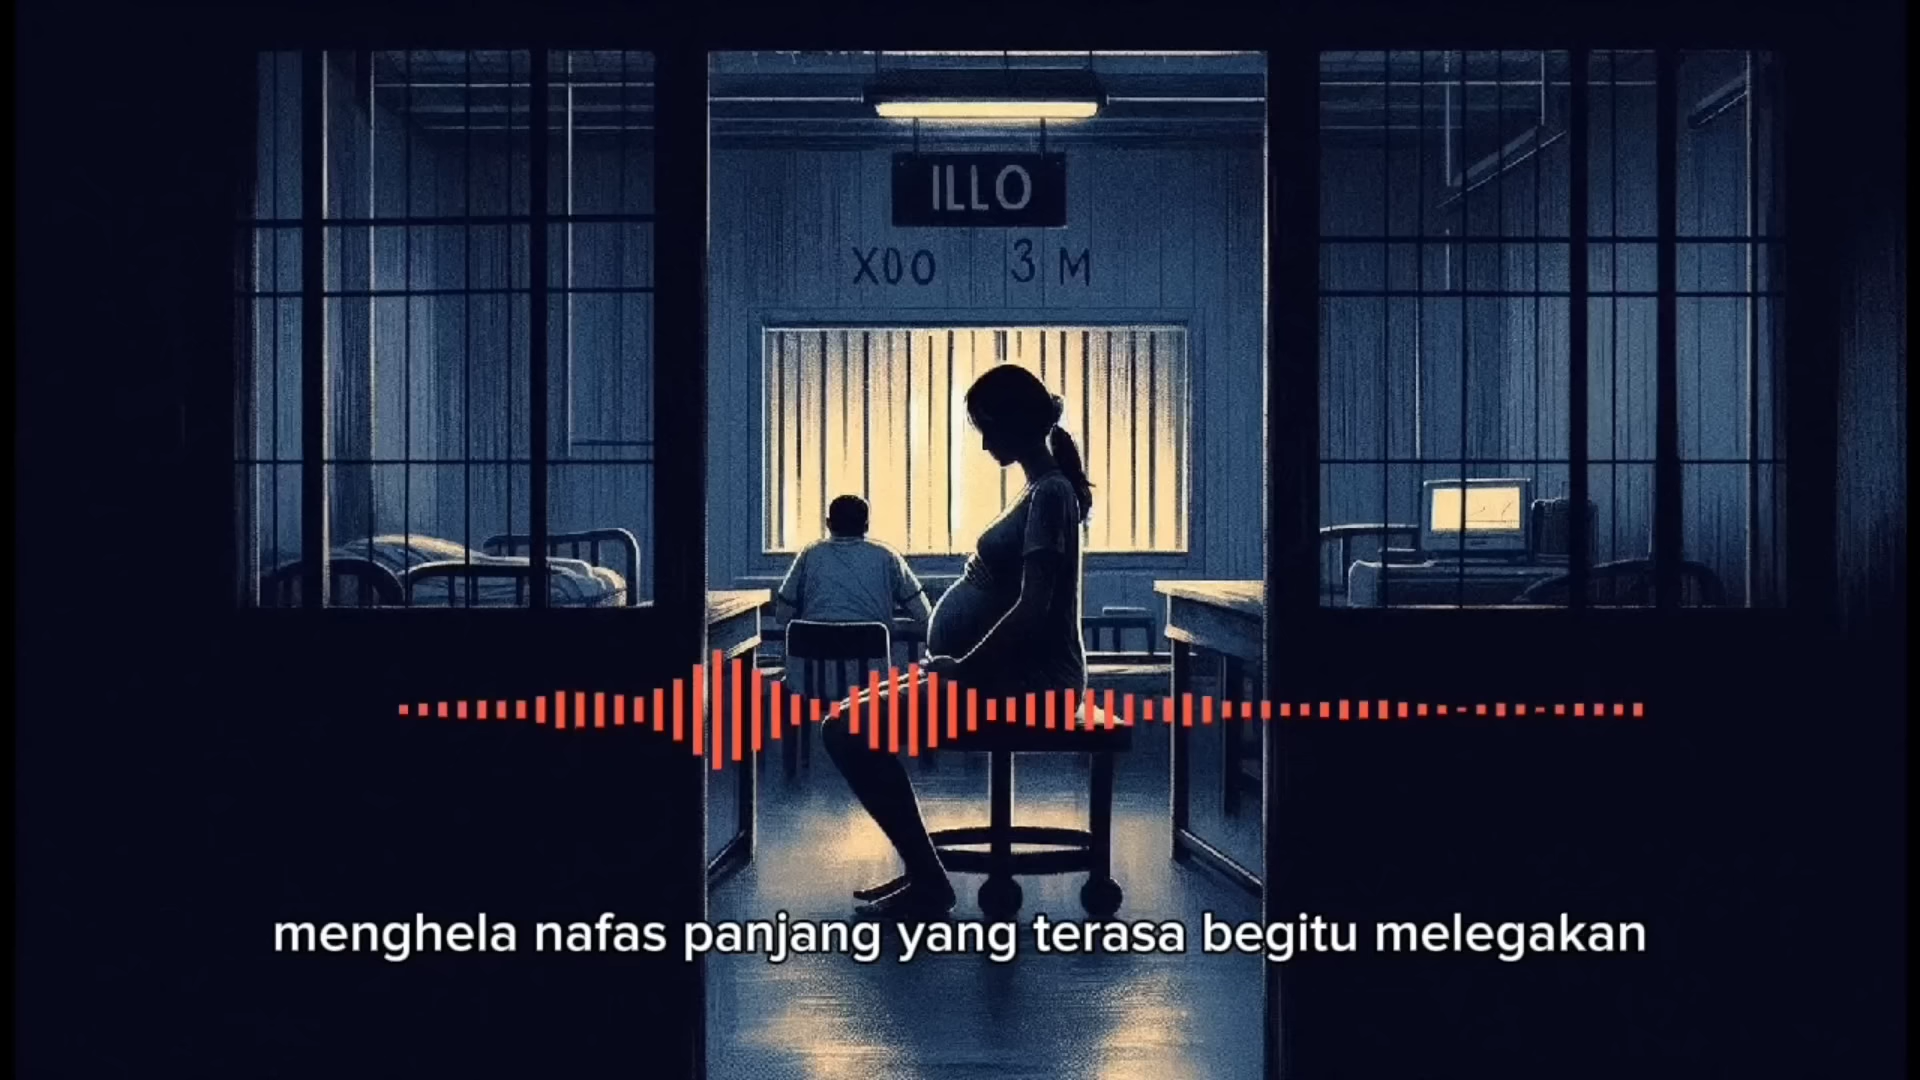 ILLO
X00 3 M
menghela nafas panjang yang terasa begitu melegakan